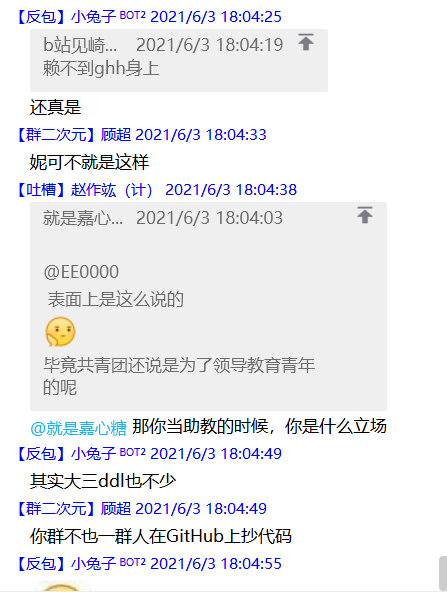 【反包】小兔子 BOT² 2021/6/3 18:04:25
b站见崎... 2021/6/3 18:04:19
赖不到ghh身上
还真是
【群二次元】顾超 2021/6/3 18:04:33
妮可不就是这样
【吐槽】赵作竑（计） 2021/6/3 18:04:38
就是嘉心... 2021/6/3 18:04:03
@EE0000
表面上是这么说的
毕竟共青团还说是为了领导教育青年
的呢
@就是嘉心糖 那你当助教的时候，你是什么立场
【反包】小兔子 BOT² 2021/6/3 18:04:49
其实大三ddl也不少
【群二次元】顾超 2021/6/3 18:04:49
你群不也一群人在GitHub上抄代码
【反包】小兔子 BOT² 2021/6/3 18:04:55